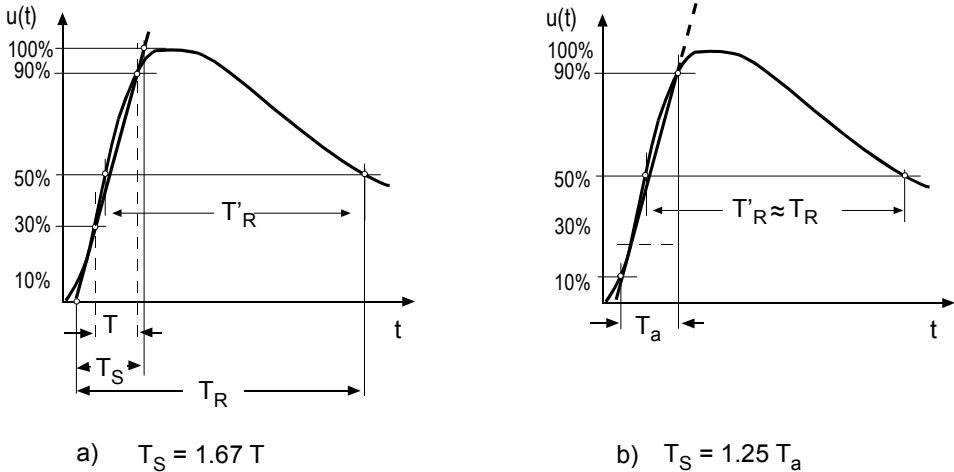 u(t)
100%
90%
50%
30%
10%
T'R
T
t
TS
TR
a) TS = 1.67 T
u(t)
100%
90%
50%
30%
10%
T'R ≈ TR
Ta
t
b) TS = 1.25 Ta